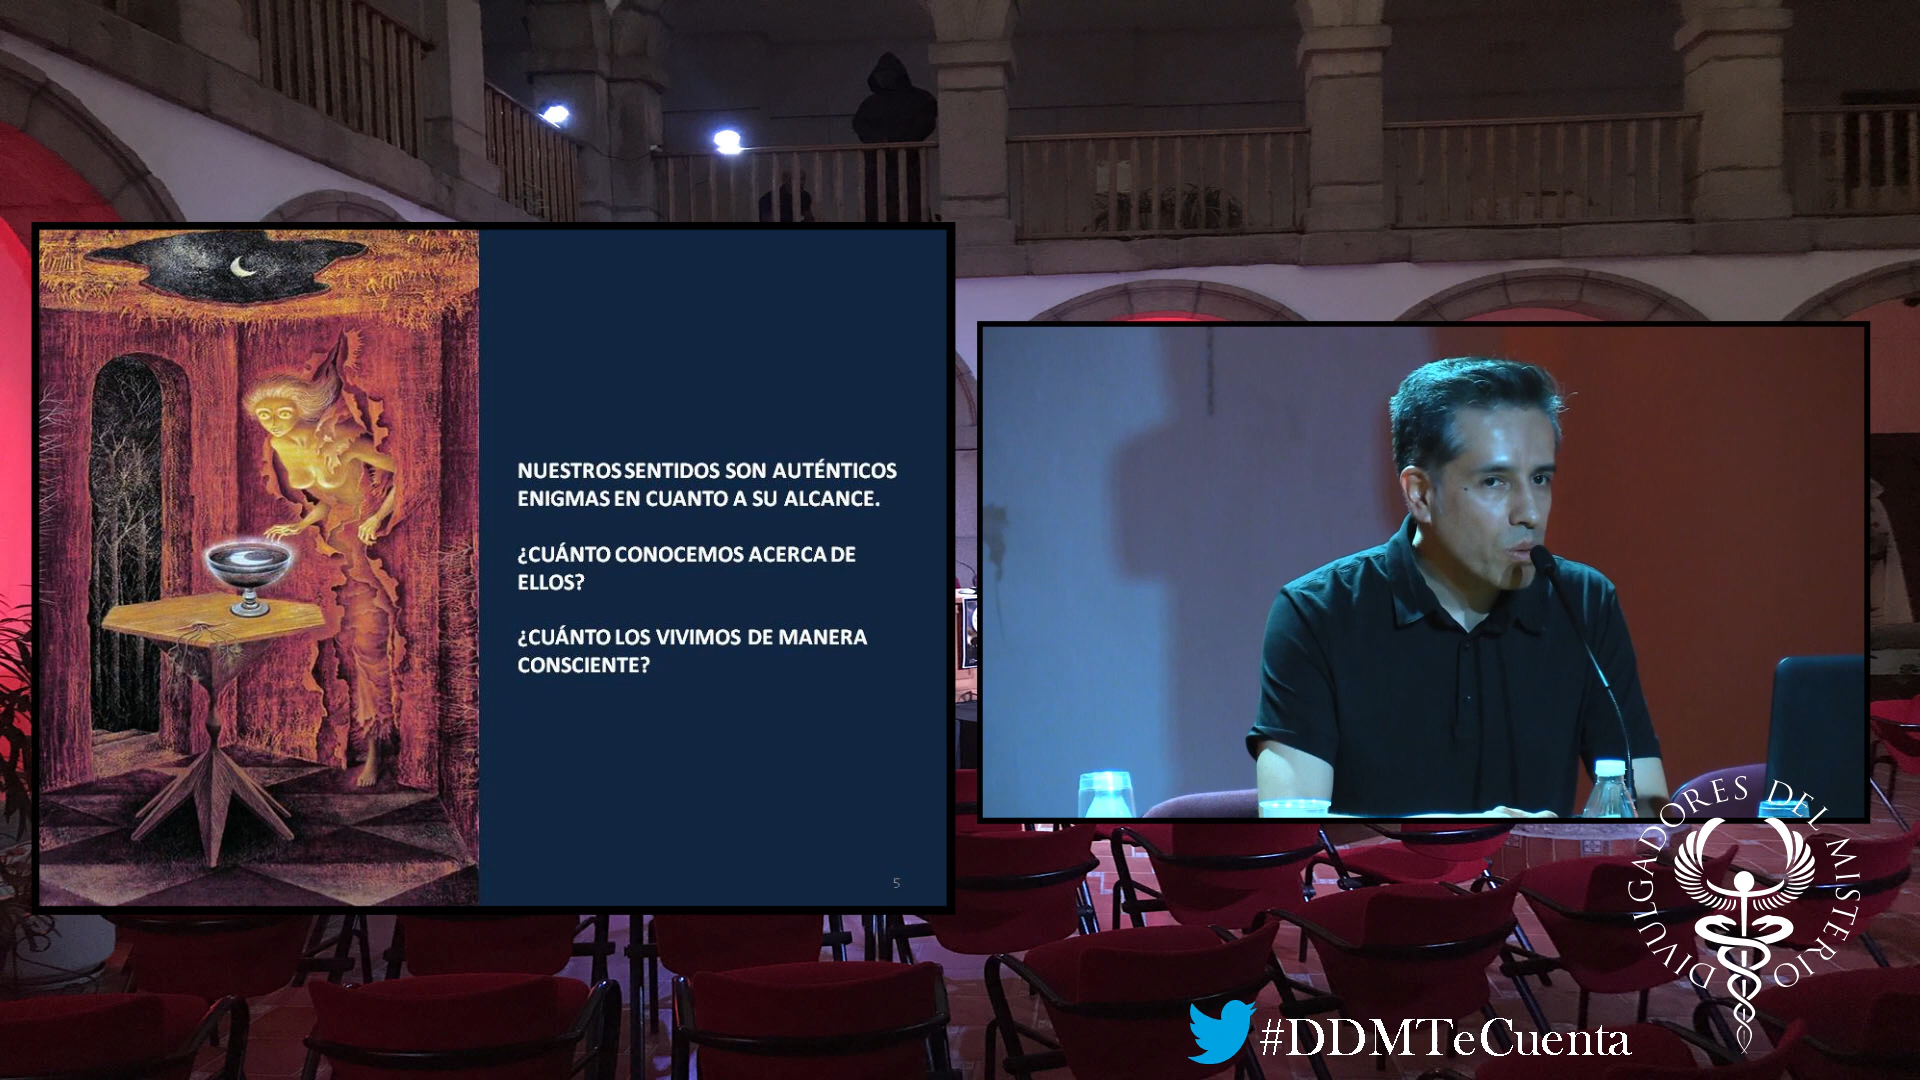 NUESTROS SENTIDOS SON AUTÉNTICOS
ENIGMAS EN CUANTO A SU ALCANCE.
¿CUÁNTO CONOCEMOS ACERCA DE
ELLOS?
¿CUÁNTO LOS VIVIMOS DE MANERA
CONSCIENTE?
5
DIVULGADORES DEL MISTERIO
#DDMTeCuenta